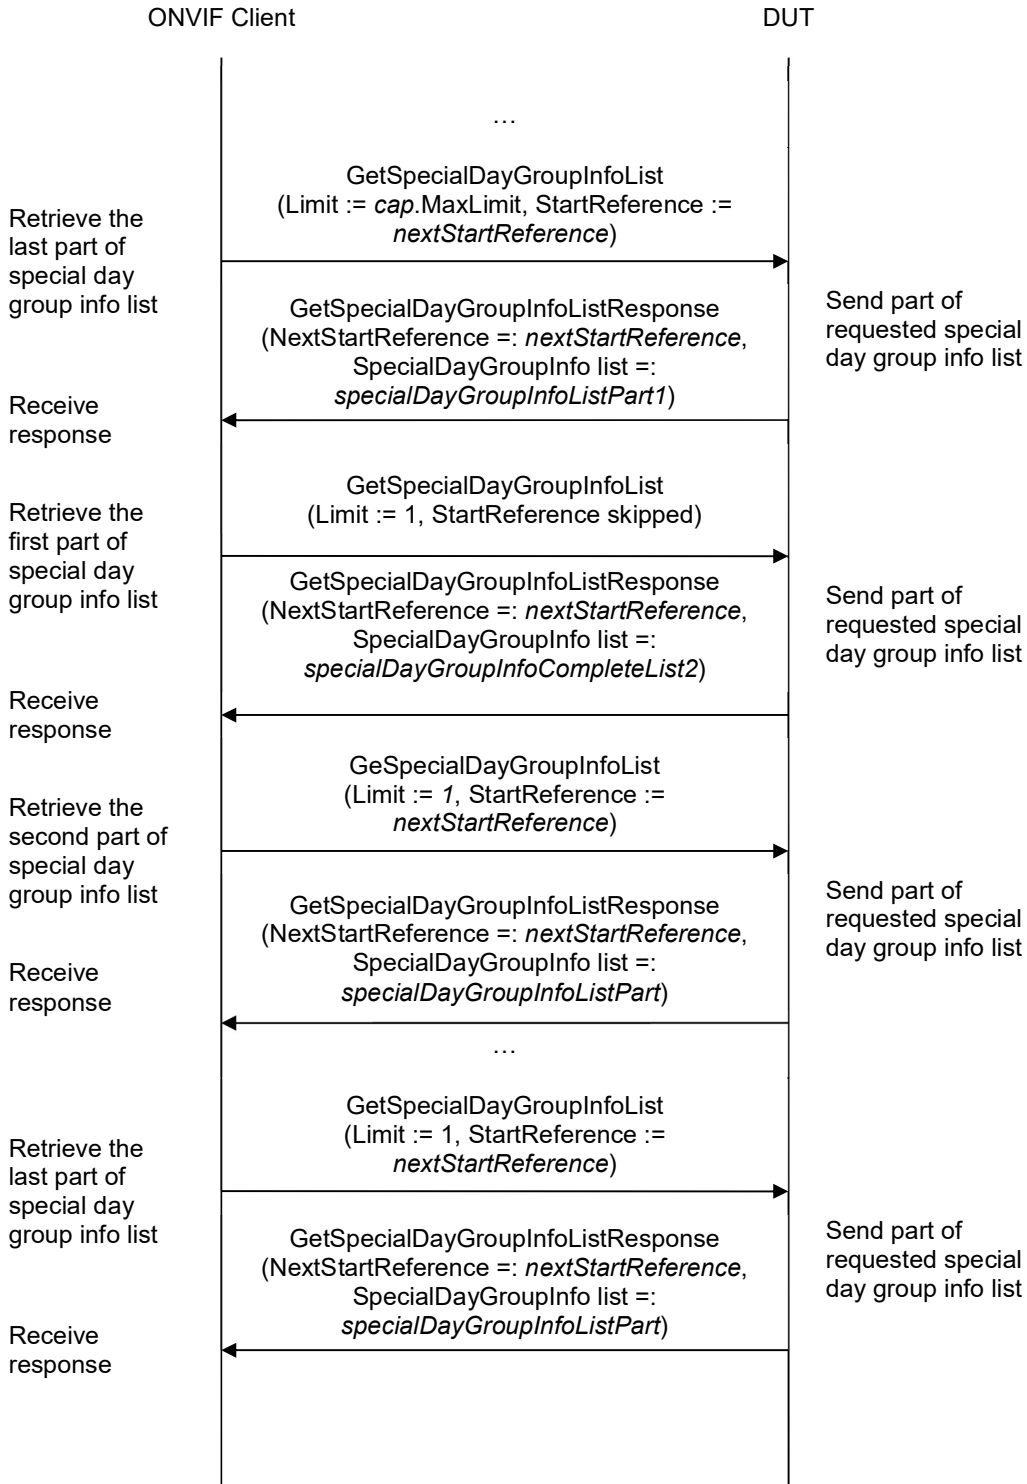 ONVIF Client
DUT
…
GetSpecialDayGroupInfoList
(Limit := cap.MaxLimit, StartReference :=
nextStartReference)
Retrieve the
last part of
special day
group info list
GetSpecialDayGroupInfoListResponse
(NextStartReference =: nextStartReference,
SpecialDayGroupInfo list =:
specialDayGroupInfoListPart1)
Send part of
requested special
day group info list
Receive
response
GetSpecialDayGroupInfoList
(Limit := 1, StartReference skipped)
Retrieve the
first part of
special day
group info list
GetSpecialDayGroupInfoListResponse
(NextStartReference =: nextStartReference,
SpecialDayGroupInfo list =:
specialDayGroupInfoCompleteList2)
Send part of
requested special
day group info list
Receive
response
GeSpecialDayGroupInfoList
(Limit := 1, StartReference :=
nextStartReference)
Retrieve the
second part of
special day
group info list
GetSpecialDayGroupInfoListResponse
(NextStartReference =: nextStartReference,
SpecialDayGroupInfo list =:
specialDayGroupInfoListPart)
Send part of
requested special
day group info list
Receive
response
…
GetSpecialDayGroupInfoList
(Limit := 1, StartReference :=
nextStartReference)
Retrieve the
last part of
special day
group info list
GetSpecialDayGroupInfoListResponse
(NextStartReference =: nextStartReference,
SpecialDayGroupInfo list =:
specialDayGroupInfoListPart)
Send part of
requested special
day group info list
Receive
response